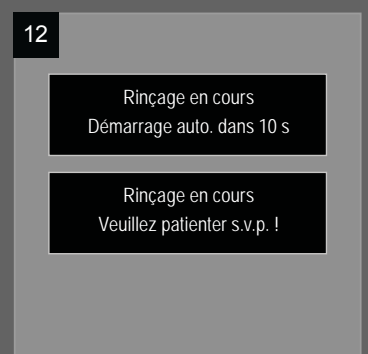 12
Rinçage en cours
Démarrage auto. dans 10 s
Rinçage en cours
Veuillez patienter s.v.p. !